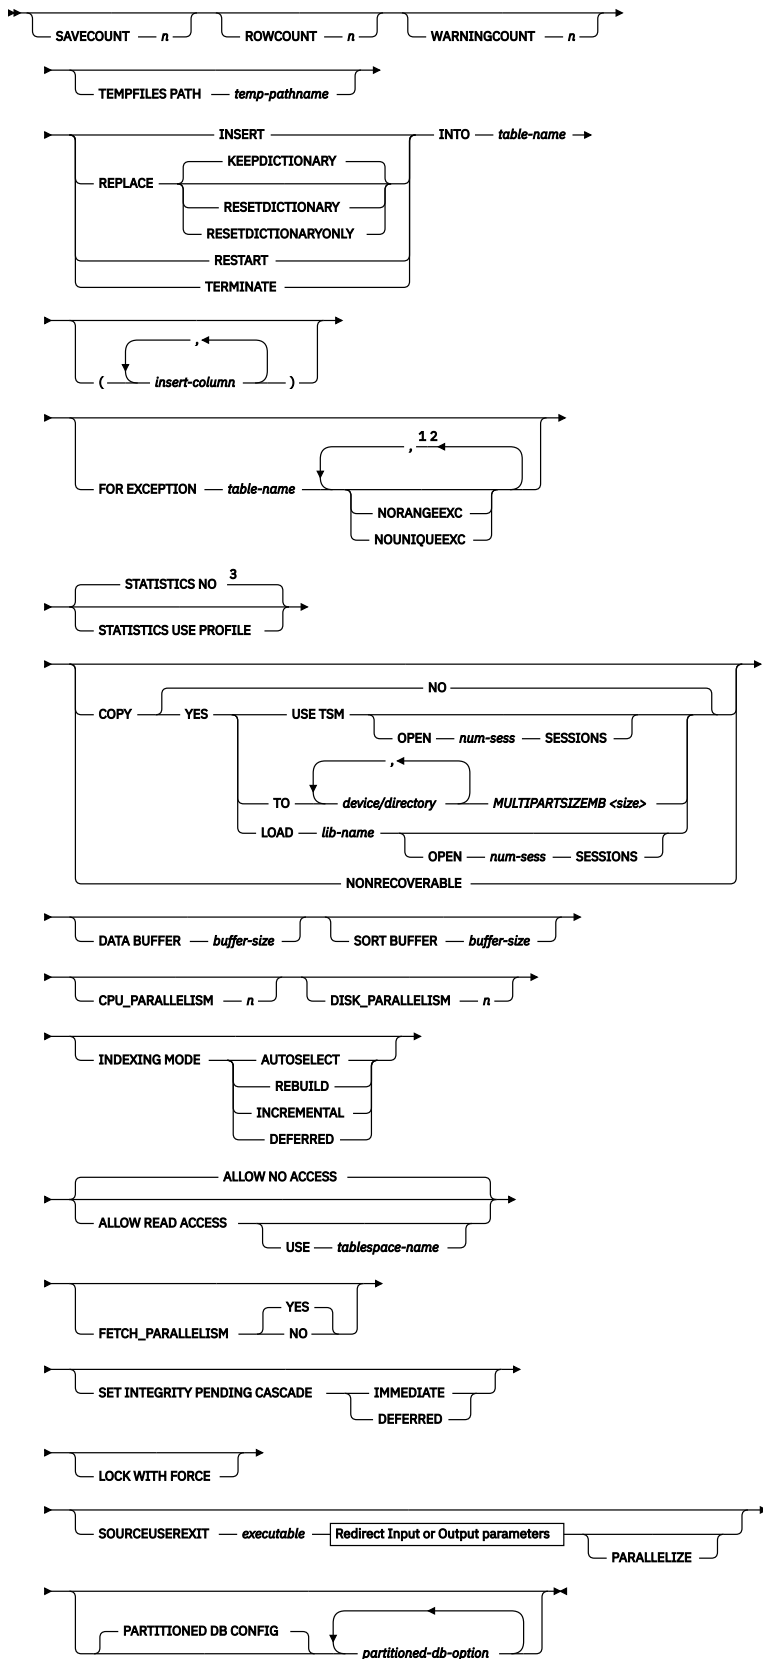 SAVECOUNT n ROWCOUNT n WARNINGCOUNT n
TEMPFILES PATH temp-pathname
INSERT INTO table-name
KEEPDICTIONARY
REPLACE
RESETDICTIONARY
RESETDICTIONARYONLY
RESTART
TERMINATE
,
( insert-column )
, 1 2
FOR EXCEPTION table-name
NORANGEEXC
NOUNIQUEEXC
STATISTICS NO 3
STATISTICS USE PROFILE
NO
COPY YES USE TSM
OPEN num-sess SESSIONS
,
TO device/directory MULTIPARTSIZEMB <size>
LOAD lib-name
OPEN num-sess SESSIONS
NONRECOVERABLE
DATA BUFFER buffer-size SORT BUFFER buffer-size
CPU_PARALLELISM n DISK_PARALLELISM n
INDEXING MODE AUTOSELECT
REBUILD
INCREMENTAL
DEFERRED
ALLOW NO ACCESS
ALLOW READ ACCESS
USE tablespace-name
YES
FETCH_PARALLELISM NO
SET INTEGRITY PENDING CASCADE IMMEDIATE
DEFERRED
LOCK WITH FORCE
SOURCEUSEREXIT executable Redirect Input or Output parameters
PARALLELIZE
PARTITIONED DB CONFIG
partitioned-db-option